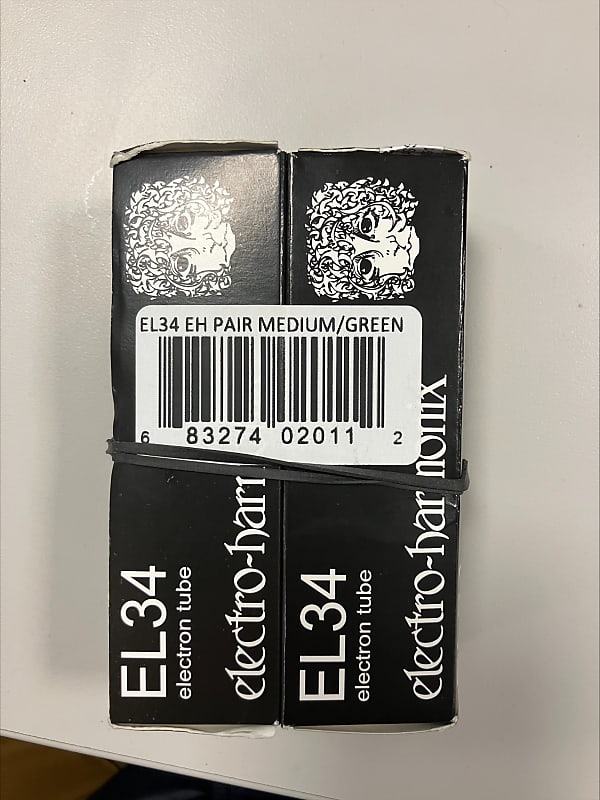 EL34 EH PAIR MEDIUM/GREEN
6 83274 02011 2
EL34
electron tube
electro-har
EL34
electron tube
electro-harmonix